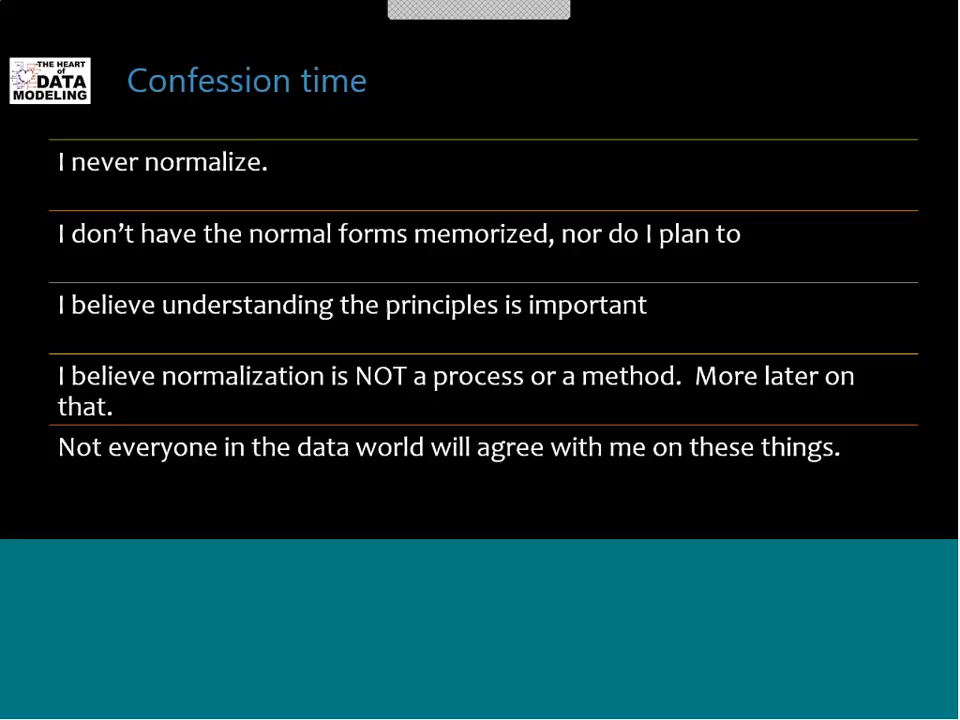 THE HEART
of
DATA
MODELING
Confession time
I never normalize.
I don’t have the normal forms memorized, nor do I plan to
I believe understanding the principles is important
I believe normalization is NOT a process or a method.  More later on
that.
Not everyone in the data world will agree with me on these things.